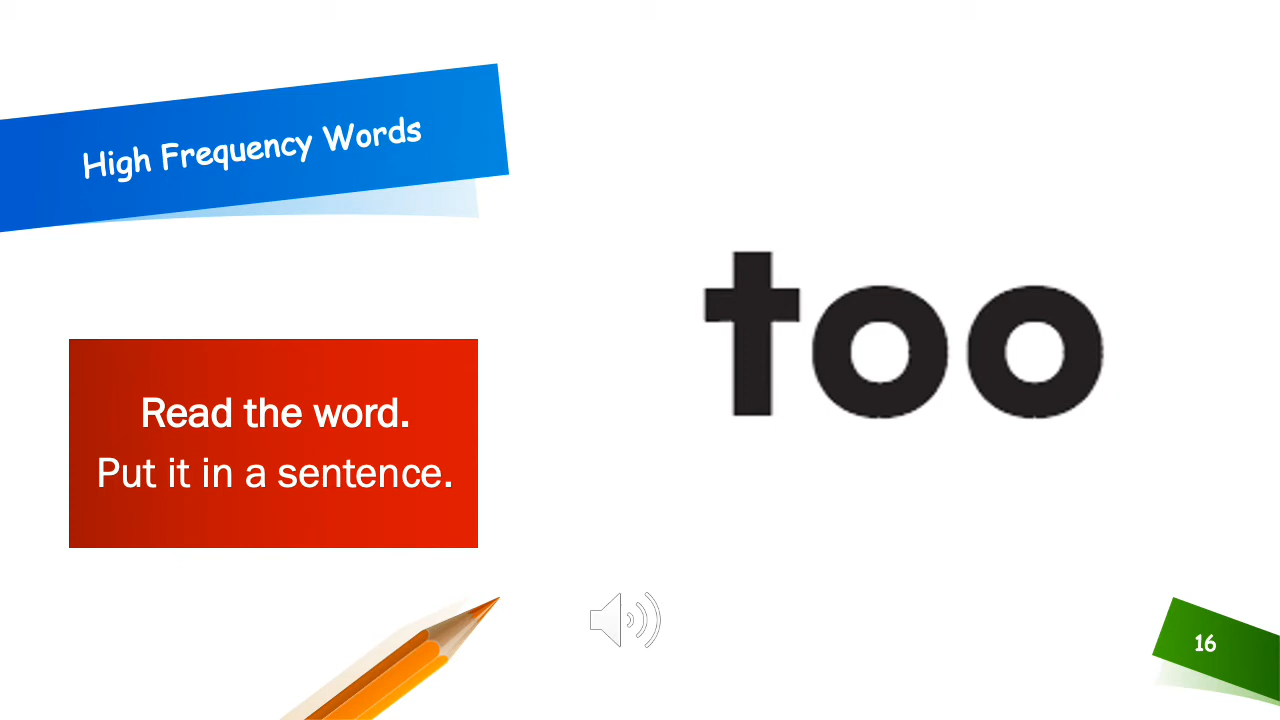 High Frequency Words
too
Read the word.
Put it in a sentence.
16